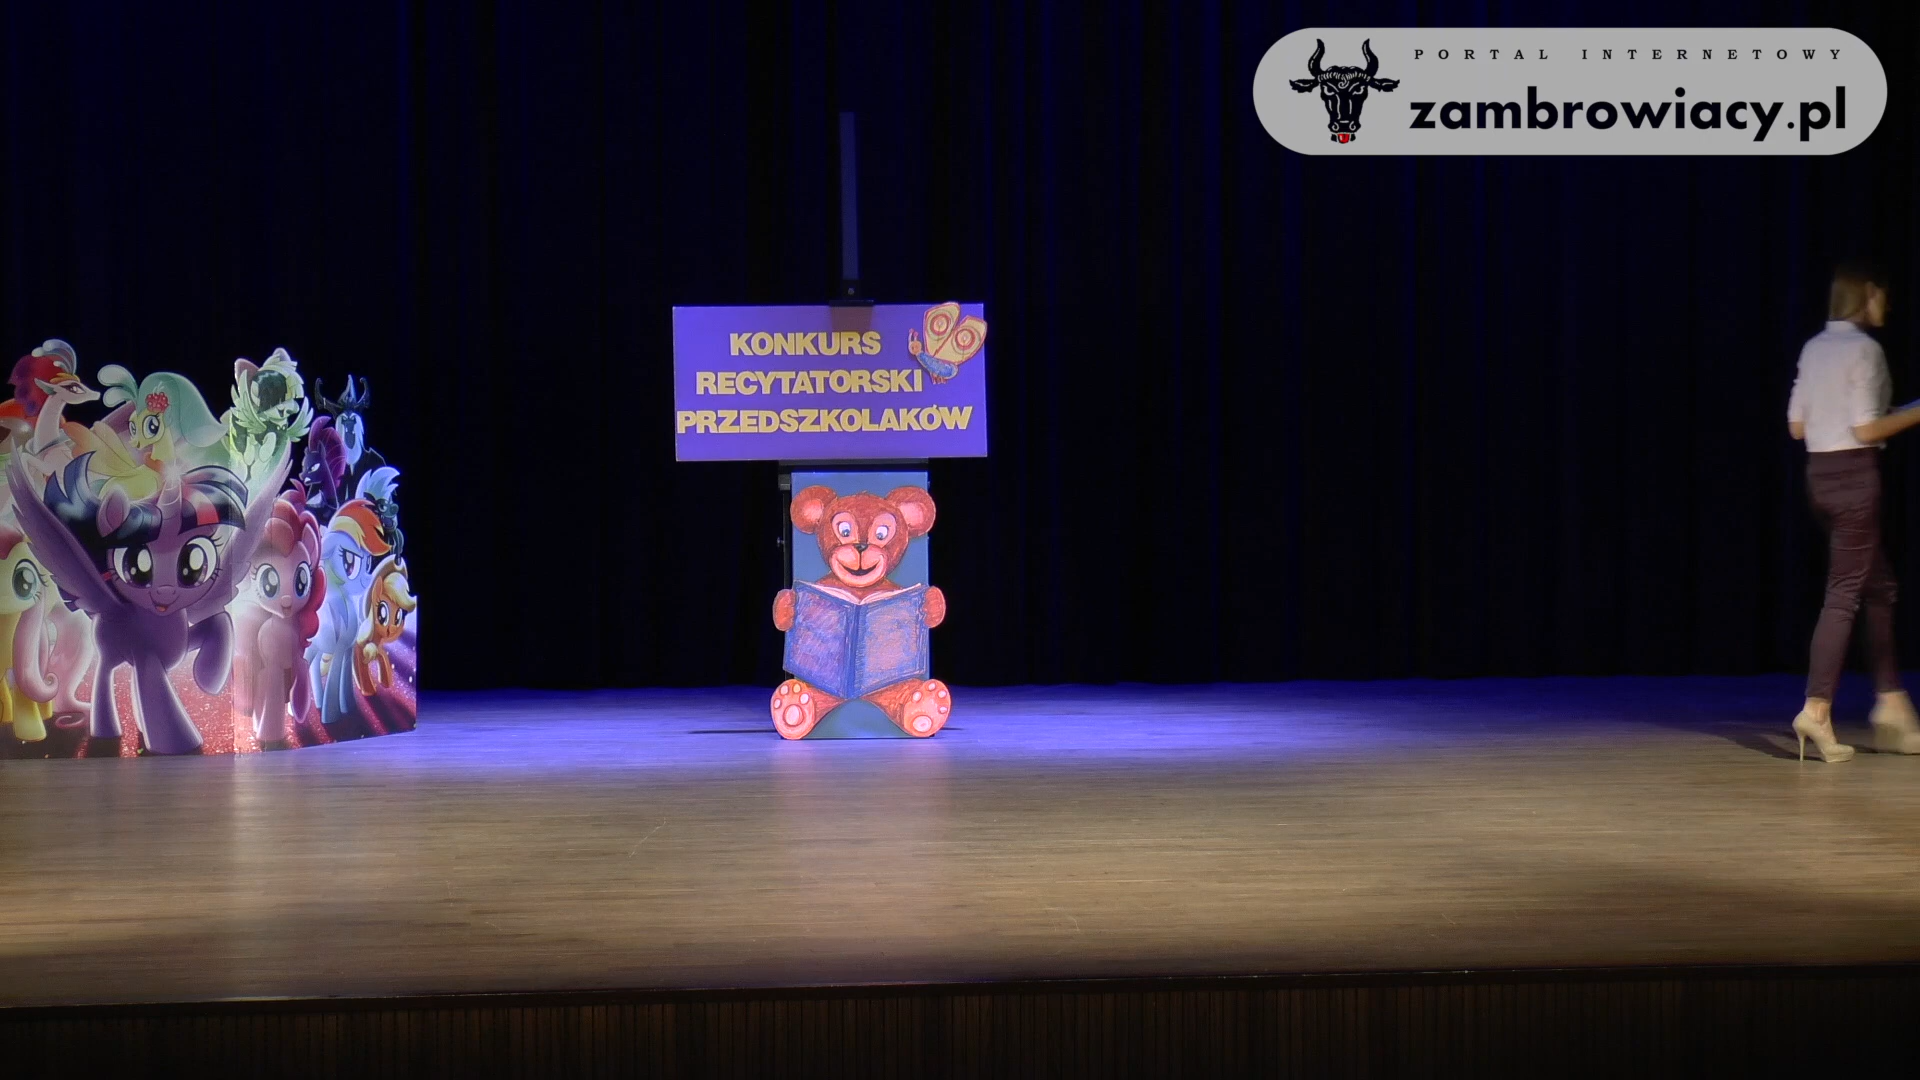 PORTAL INTERNETOWY
zambrowiacy.pl
KONKURS
RECYTATORSKI
PRZEDSZKOLAKÓW